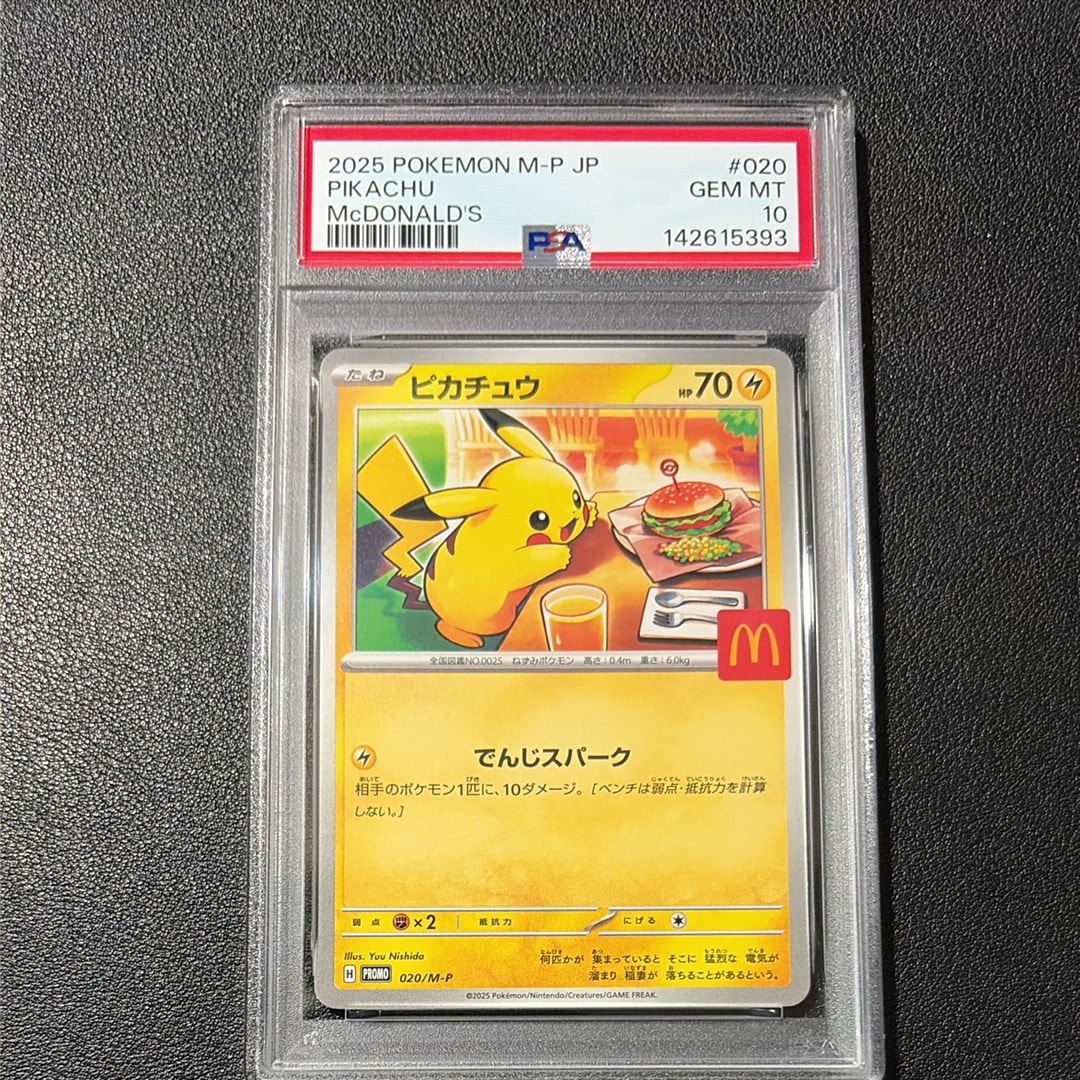 2025 POKEMON M-P JP #020
PIKACHU GEM MT
McDONALD'S 10
PSA 142615393
たね ピカチュウ HP70
全国図鑑NO.0025 ねずみポケモン 高さ:0.4m 重さ:6.0kg
でんじスパーク
相手のポケモン1匹に、10ダメージ。[ベンチは弱点・抵抗力を計算
しない。]
弱点 ×2 抵抗力 にげる
Illus. Yuu Nishida
何匹かが 集まっていると そこに 猛烈な 電気が
溜まり 稲妻が 落ちることがあるという。
H PROMO 020/M-P
©2025 Pokémon/Nintendo/Creatures/GAME FREAK.